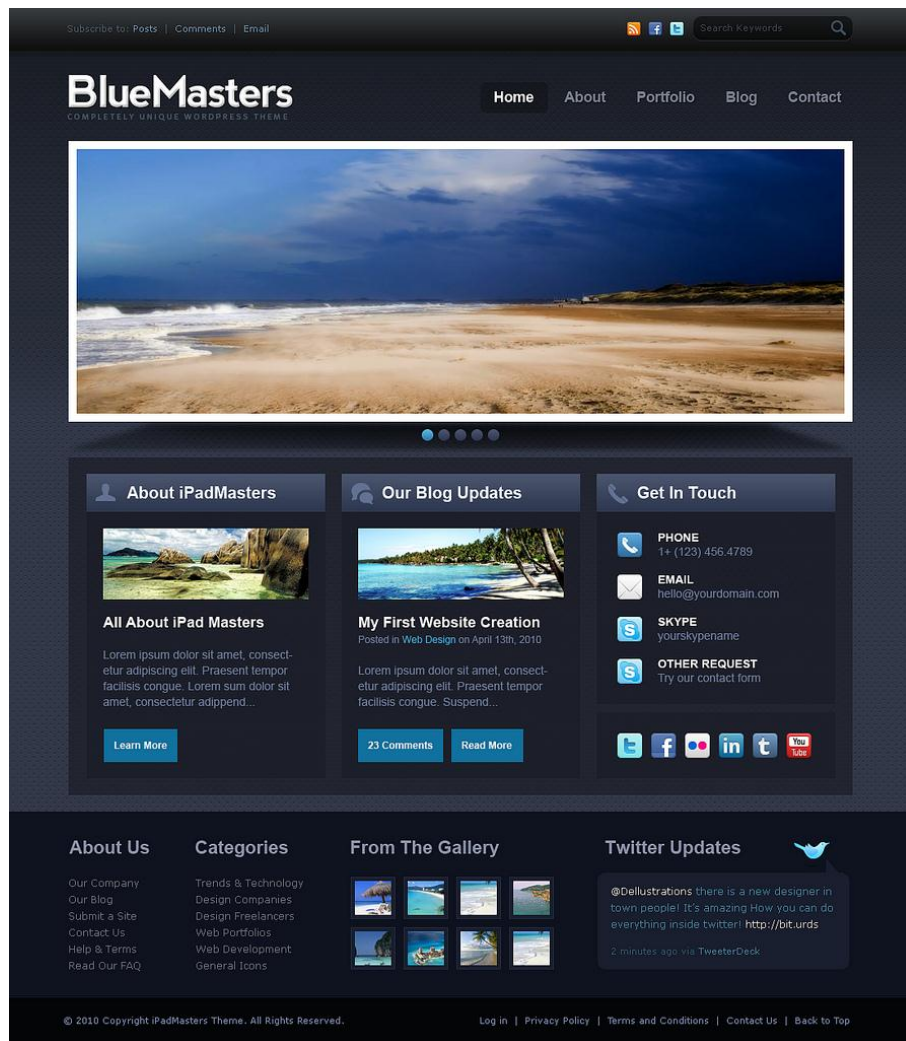 Subscribe to: Posts | Comments | Email
Search Keywords
BlueMasters
COMPLETELY UNIQUE WORDPRESS THEME
Home About Portfolio Blog Contact
About iPadMasters
All About iPad Masters
Lorem ipsum dolor sit amet, consect-
etur adipiscing elit. Praesent tempor
facilisis congue. Lorem sum dolor sit
amet, consectetur adippend...
Learn More
Our Blog Updates
My First Website Creation
Posted in Web Design on April 13th, 2010
Lorem ipsum dolor sit amet, consect-
etur adipiscing elit. Praesent tempor
facilisis congue. Suspend...
23 Comments Read More
Get In Touch
PHONE
1+ (123) 456.4789
EMAIL
hello@yourdomain.com
SKYPE
yourskypename
OTHER REQUEST
Try our contact form
You
Tube
About Us
Our Company
Our Blog
Submit a Site
Contact Us
Help & Terms
Read Our FAQ
Categories
Trends & Technology
Design Companies
Design Freelancers
Web Portfolios
Web Development
General Icons
From The Gallery
Twitter Updates
@Dellustrations there is a new designer in
town people! It's amazing How you can do
everything inside twitter! http://bit.urds
2 minutes ago via TweeterDeck
© 2010 Copyright iPadMasters Theme. All Rights Reserved.
Log in | Privacy Policy | Terms and Conditions | Contact Us | Back to Top